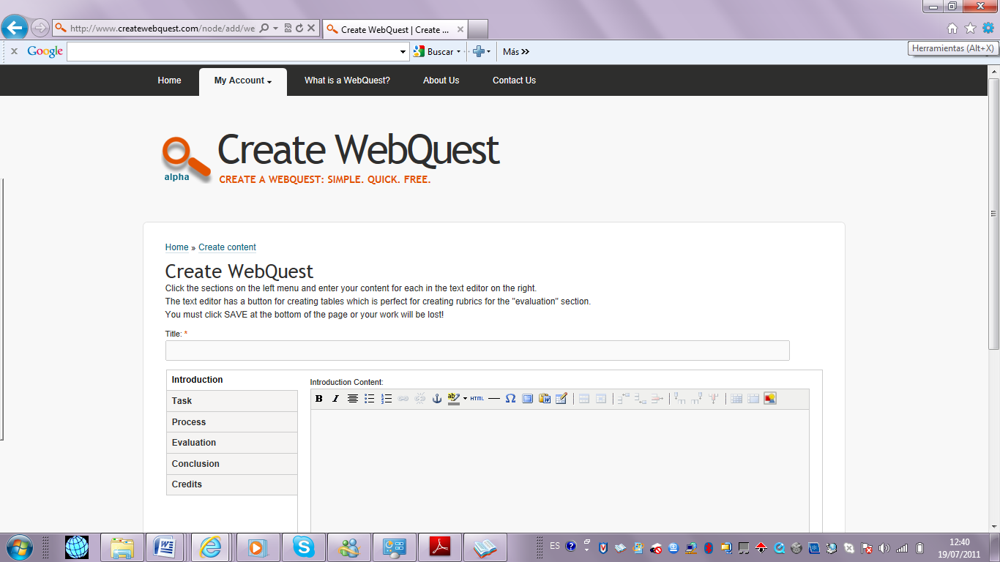 http://www.createwebquest.com/node/add/we
Create WebQuest | Create ...
Google
Buscar
Más
Herramientas (Alt+X)
Home
My Account
What is a WebQuest?
About Us
Contact Us
Create WebQuest
alpha
CREATE A WEBQUEST: SIMPLE. QUICK. FREE.
Home » Create content
Create WebQuest
Click the sections on the left menu and enter your content for each in the text editor on the right.
The text editor has a button for creating tables which is perfect for creating rubrics for the "evaluation" section.
You must click SAVE at the bottom of the page or your work will be lost!
Title: *
Introduction
Task
Process
Evaluation
Conclusion
Credits
Introduction Content:
B I HTML Ω
ES
12:40
19/07/2011